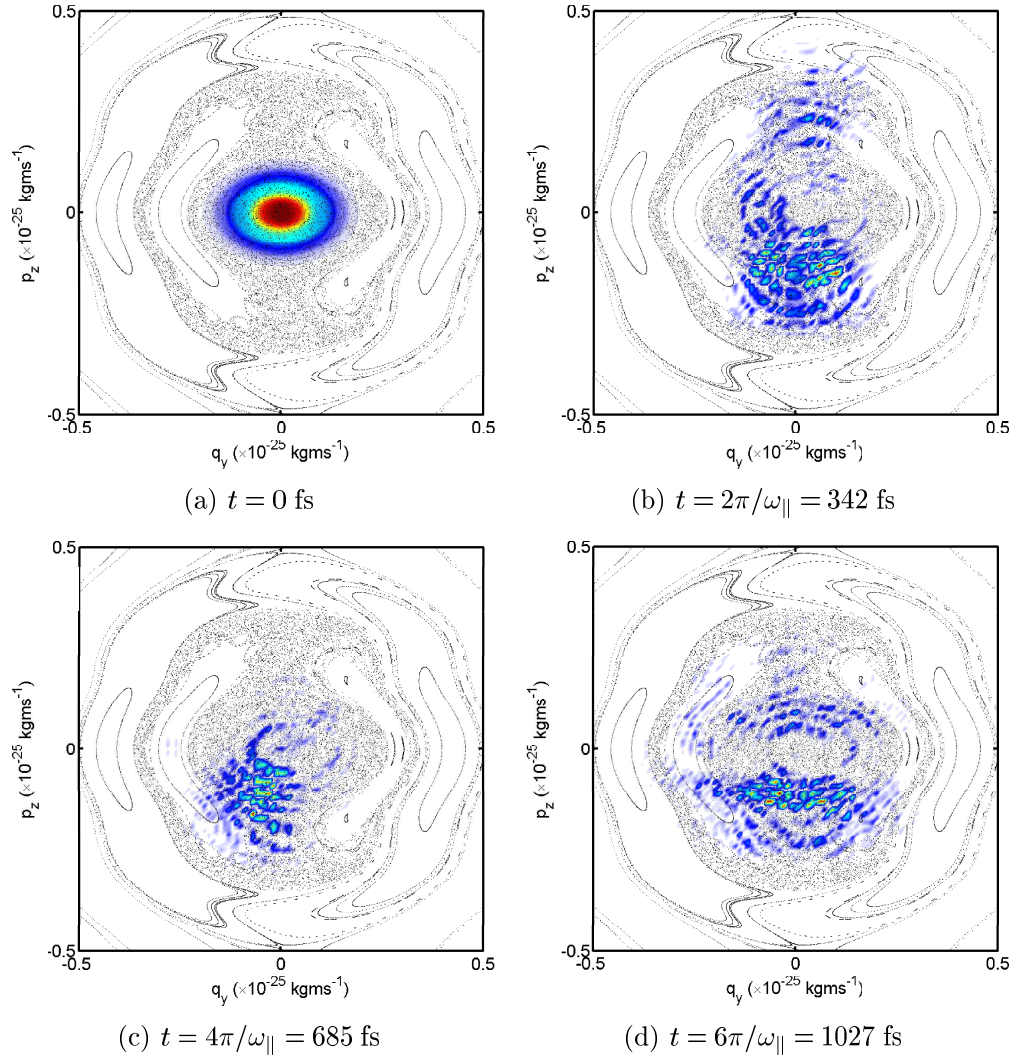 0.5
0.5
p_z (×10^-25 kgms^-1)
0
p_z (×10^-25 kgms^-1)
0
-0.5
-0.5
-0.5
0
0.5
-0.5
0
0.5
q_y (×10^-25 kgms^-1)
q_y (×10^-25 kgms^-1)
(a) t = 0 fs
(b) t = 2π/ω_∥ = 342 fs
0.5
0.5
p_z (×10^-25 kgms^-1)
0
p_z (×10^-25 kgms^-1)
0
-0.5
-0.5
-0.5
0
0.5
-0.5
0
0.5
q_y (×10^-25 kgms^-1)
q_y (×10^-25 kgms^-1)
(c) t = 4π/ω_∥ = 685 fs
(d) t = 6π/ω_∥ = 1027 fs